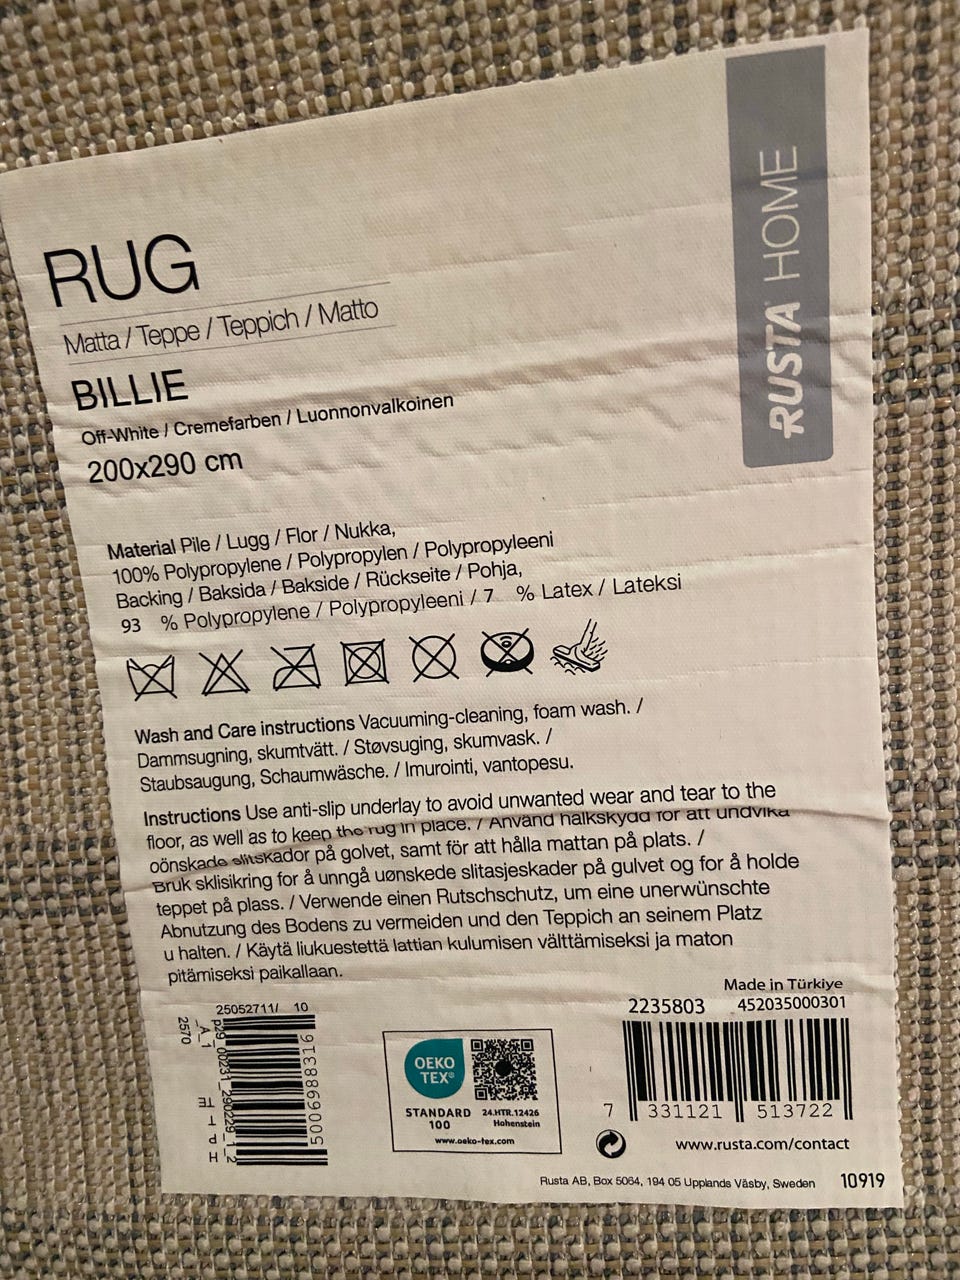 RUSTA HOME
RUG
Matta / Teppe / Teppich / Matto
BILLIE
Off-White / Cremefarben / Luonnonvalkoinen
200x290 cm
Material Pile / Lugg / Flor / Nukka,
100% Polypropylene / Polypropylen / Polypropyleeni
Backing / Baksida / Bakside / Rückseite / Pohja,
93 % Polypropylene / Polypropyleeni / 7 % Latex / Lateksi
Wash and Care instructions Vacuuming-cleaning, foam wash. /
Dammsugning, skumtvätt. / Støvsuging, skumvask. /
Staubsaugung, Schaumwäsche. / Imurointi, vantopesu.
Instructions Use anti-slip underlay to avoid unwanted wear and tear to the
floor, as well as to keep the rug in place. / Använd halkskydd för att undvika
oönskade slitskador på golvet, samt för att hålla mattan på plats. /
Bruk sklisikring for å unngå uønskede slitasjeskader på gulvet og for å holde
teppet på plass. / Verwende einen Rutschschutz, um eine unerwünschte
Abnutzung des Bodens zu vermeiden und den Teppich an seinem Platz
u halten. / Käytä liukuestettä lattian kulumisen välttämiseksi ja maton
pitämiseksi paikallaan.
Made in Türkiye
2235803 452035000301
7 331121 513722
www.rusta.com/contact
Rusta AB, Box 5064, 194 05 Upplands Väsby, Sweden 10919
OEKO
TEX®
STANDARD
100
24.HTR.12426
Hohenstein
www.oeko-tex.com
25052711/ 10
5006988316
2570
A_1
TE
T
P
H